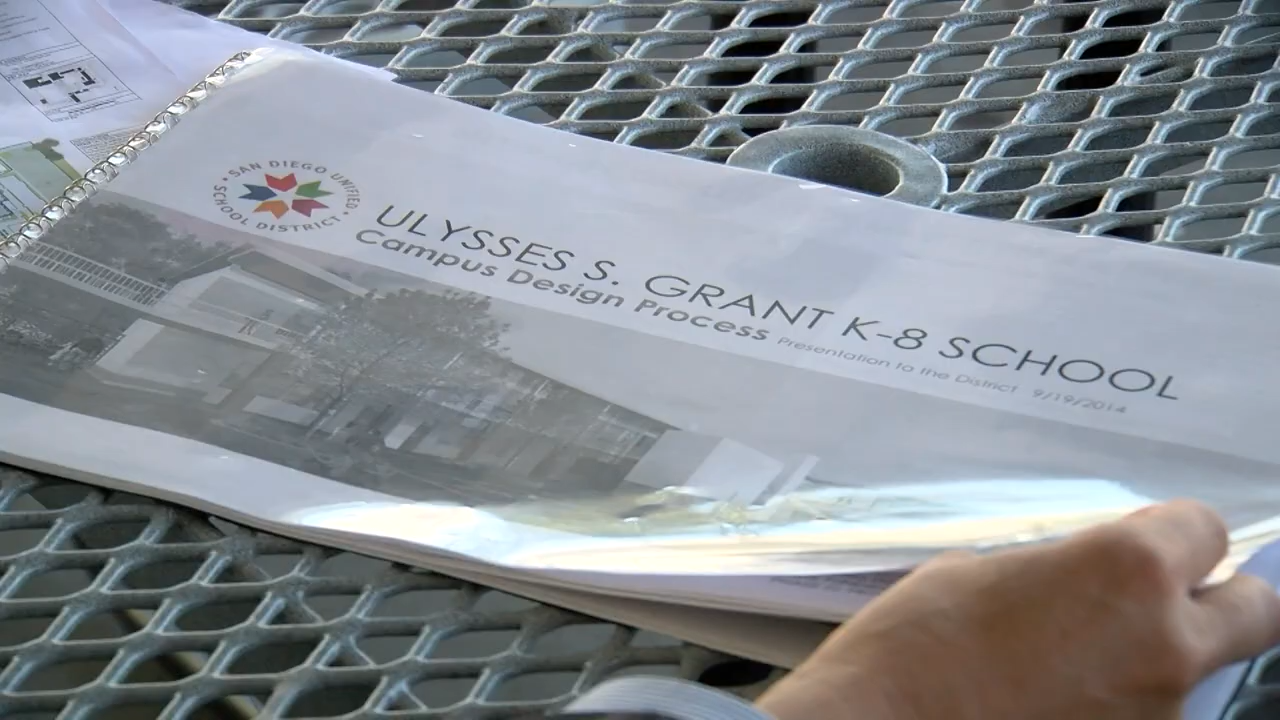 SAN DIEGO UNIFIED
SCHOOL DISTRICT
ULYSSES S. GRANT K-8 SCHOOL
Campus Design Process Presentation to the District 9/19/2014